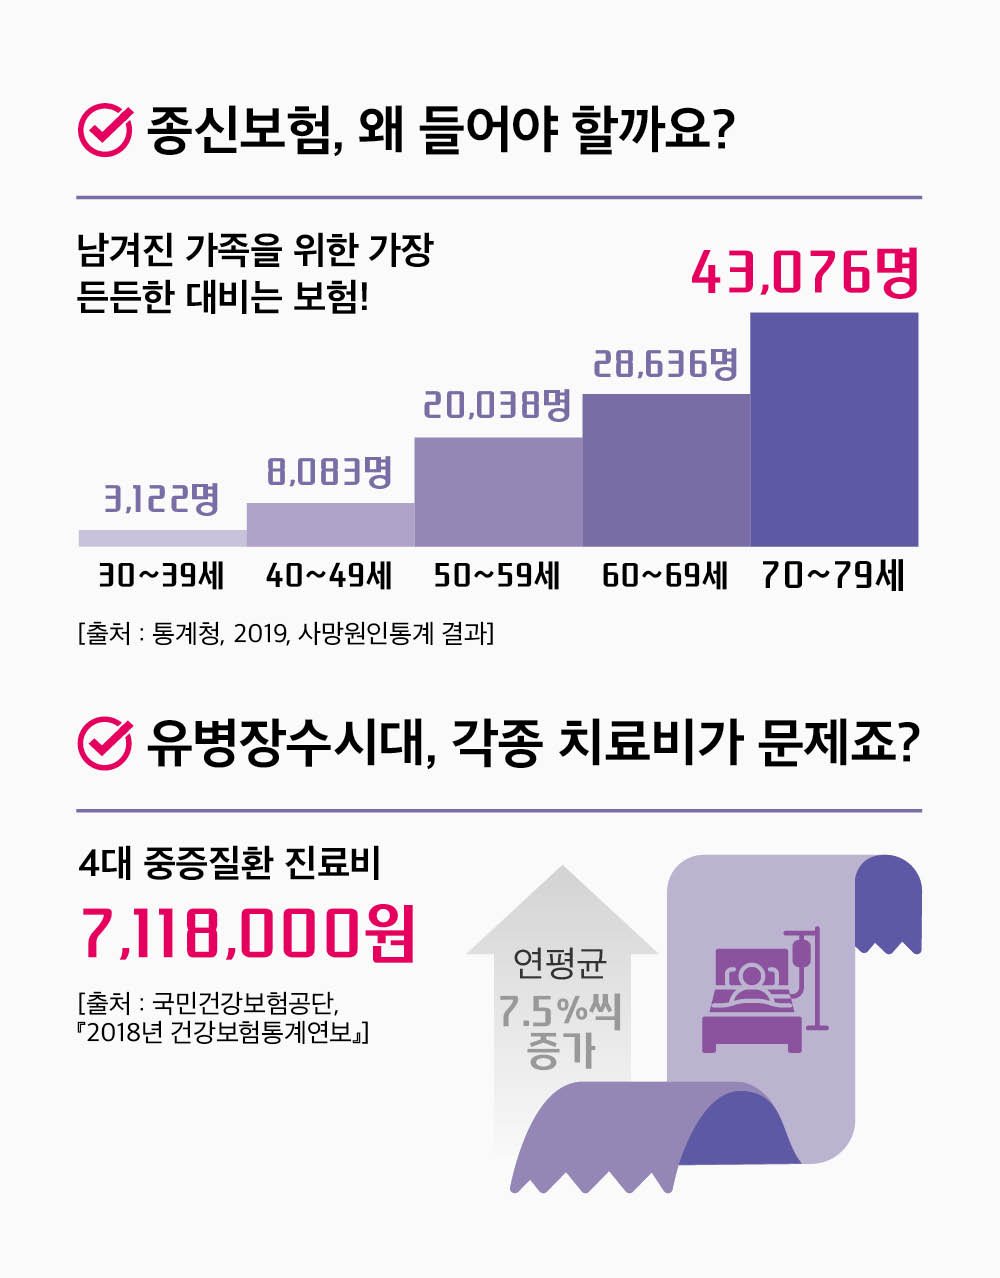 종신보험, 왜 들어야 할까요?
남겨진 가족을 위한 가장
든든한 대비는 보험!
3,122명
8,083명
20,038명
28,636명
43,076명
30~39세
40~49세
50~59세
60~69세
70~79세
[출처 : 통계청, 2019, 사망원인통계 결과]
유병장수시대, 각종 치료비가 문제죠?
4대 중증질환 진료비
7,118,000원
[출처 : 국민건강보험공단,
『2018년 건강보험통계연보』]
연평균
7.5%씩
증가